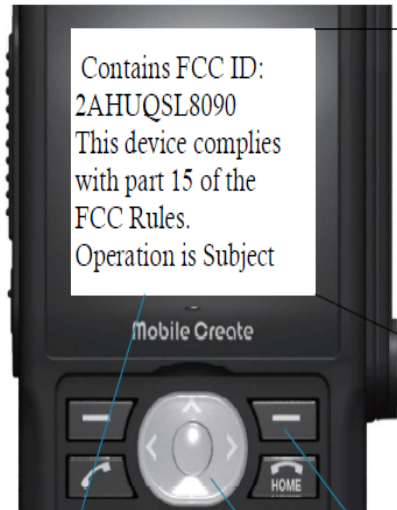 Contains FCC ID:
2AHUQSL8090
This device complies
with part 15 of the
FCC Rules.
Operation is Subject
Mobile Create
HOME